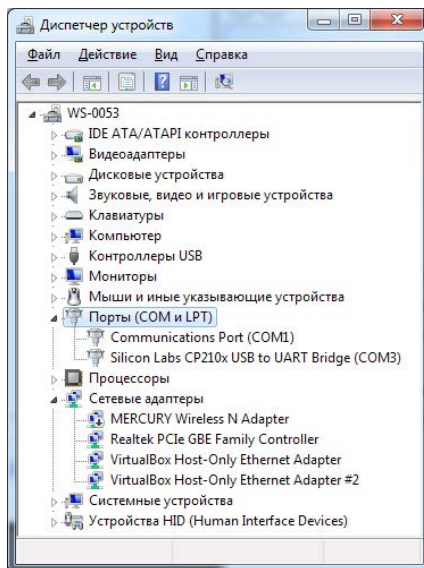 Диспетчер устройств
Файл Действие Вид Справка
WS-0053
IDE ATA/ATAPI контроллеры
Видеоадаптеры
Дисковые устройства
Звуковые, видео и игровые устройства
Клавиатуры
Компьютер
Контроллеры USB
Мониторы
Мыши и иные указывающие устройства
Порты (COM и LPT)
Communications Port (COM1)
Silicon Labs CP210x USB to UART Bridge (COM3)
Процессоры
Сетевые адаптеры
MERCURY Wireless N Adapter
Realtek PCIe GBE Family Controller
VirtualBox Host-Only Ethernet Adapter
VirtualBox Host-Only Ethernet Adapter #2
Системные устройства
Устройства HID (Human Interface Devices)